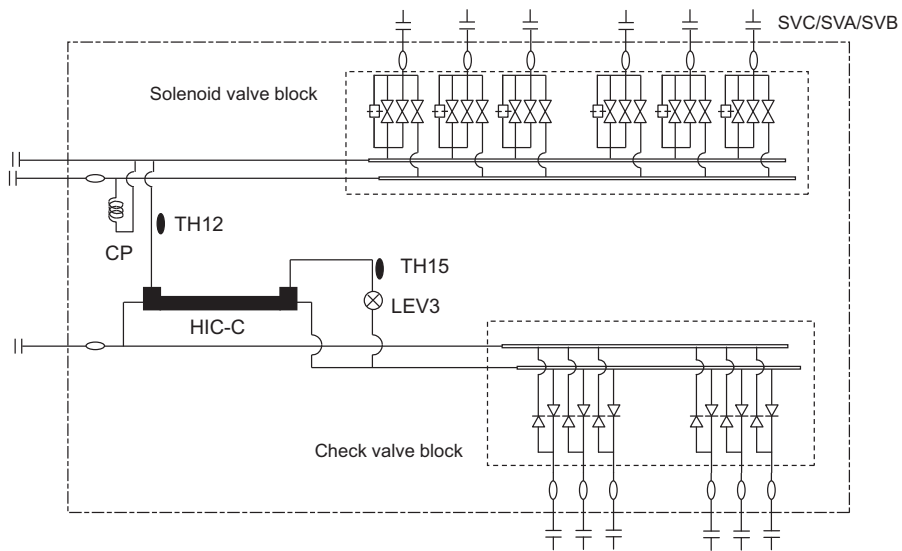 SVC/SVA/SVB
Solenoid valve block
TH12
CP
TH15
LEV3
HIC-C
Check valve block